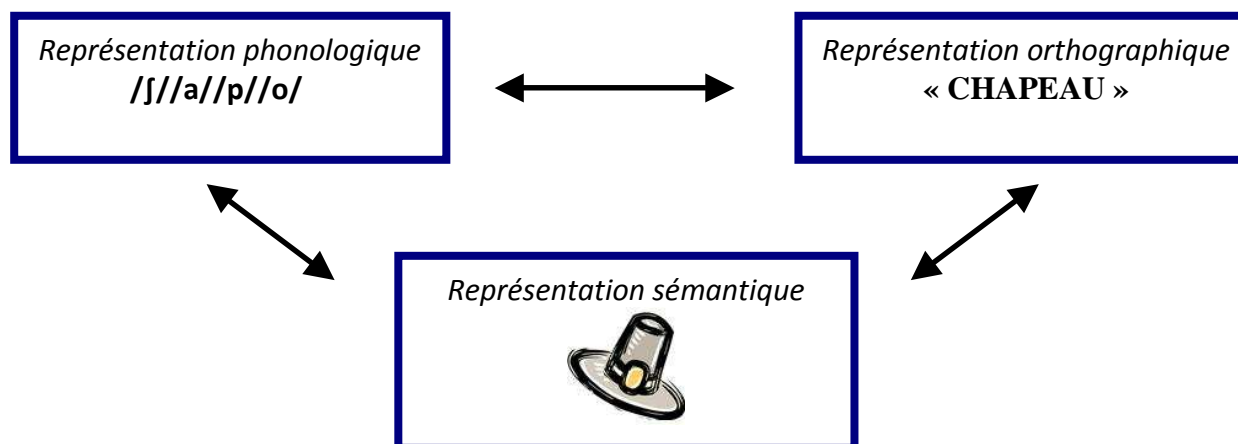 Représentation phonologique
/ʃ//a//p//o/
Représentation orthographique
« CHAPEAU »
Représentation sémantique